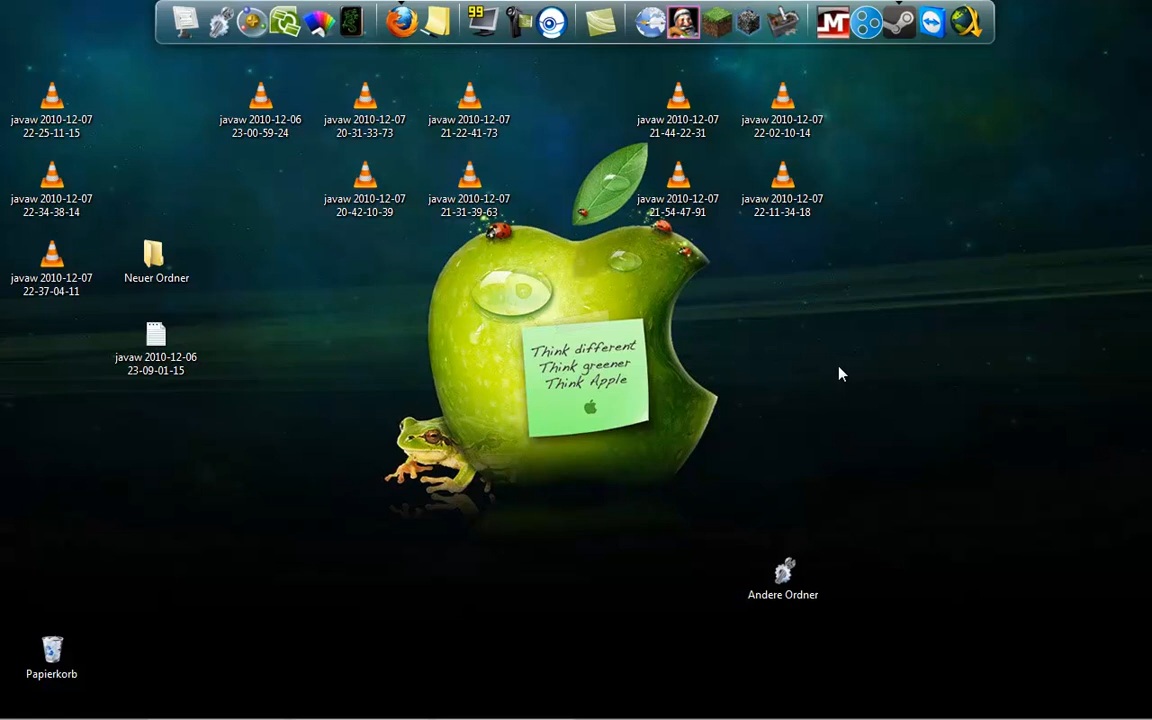 99
javaw 2010-12-07
22-25-11-15
javaw 2010-12-06
23-00-59-24
javaw 2010-12-07
20-31-33-73
javaw 2010-12-07
21-22-41-73
javaw 2010-12-07
21-44-22-31
javaw 2010-12-07
22-02-10-14
javaw 2010-12-07
22-34-38-14
javaw 2010-12-07
20-42-10-39
javaw 2010-12-07
21-31-39-63
javaw 2010-12-07
21-54-47-91
javaw 2010-12-07
22-11-34-18
javaw 2010-12-07
22-37-04-11
Neuer Ordner
javaw 2010-12-06
23-09-01-15
Think different
Think greener
Think Apple
Andere Ordner
Papierkorb